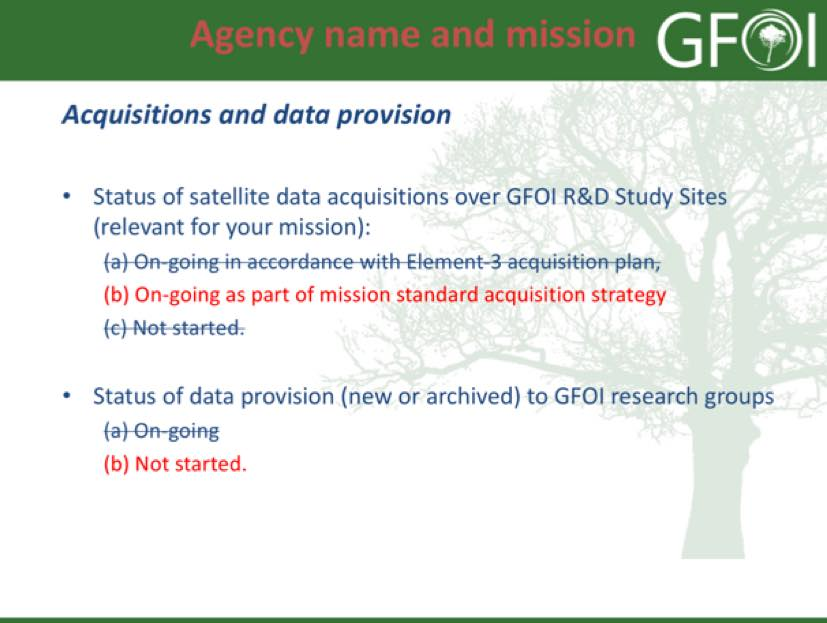 Agency name and mission
GFOI
Acquisitions and data provision
• Status of satellite data acquisitions over GFOI R&D Study Sites
(relevant for your mission):
(a) On-going in accordance with Element-3 acquisition plan,
(b) On-going as part of mission standard acquisition strategy
(c) Not started.
• Status of data provision (new or archived) to GFOI research groups
(a) On-going
(b) Not started.